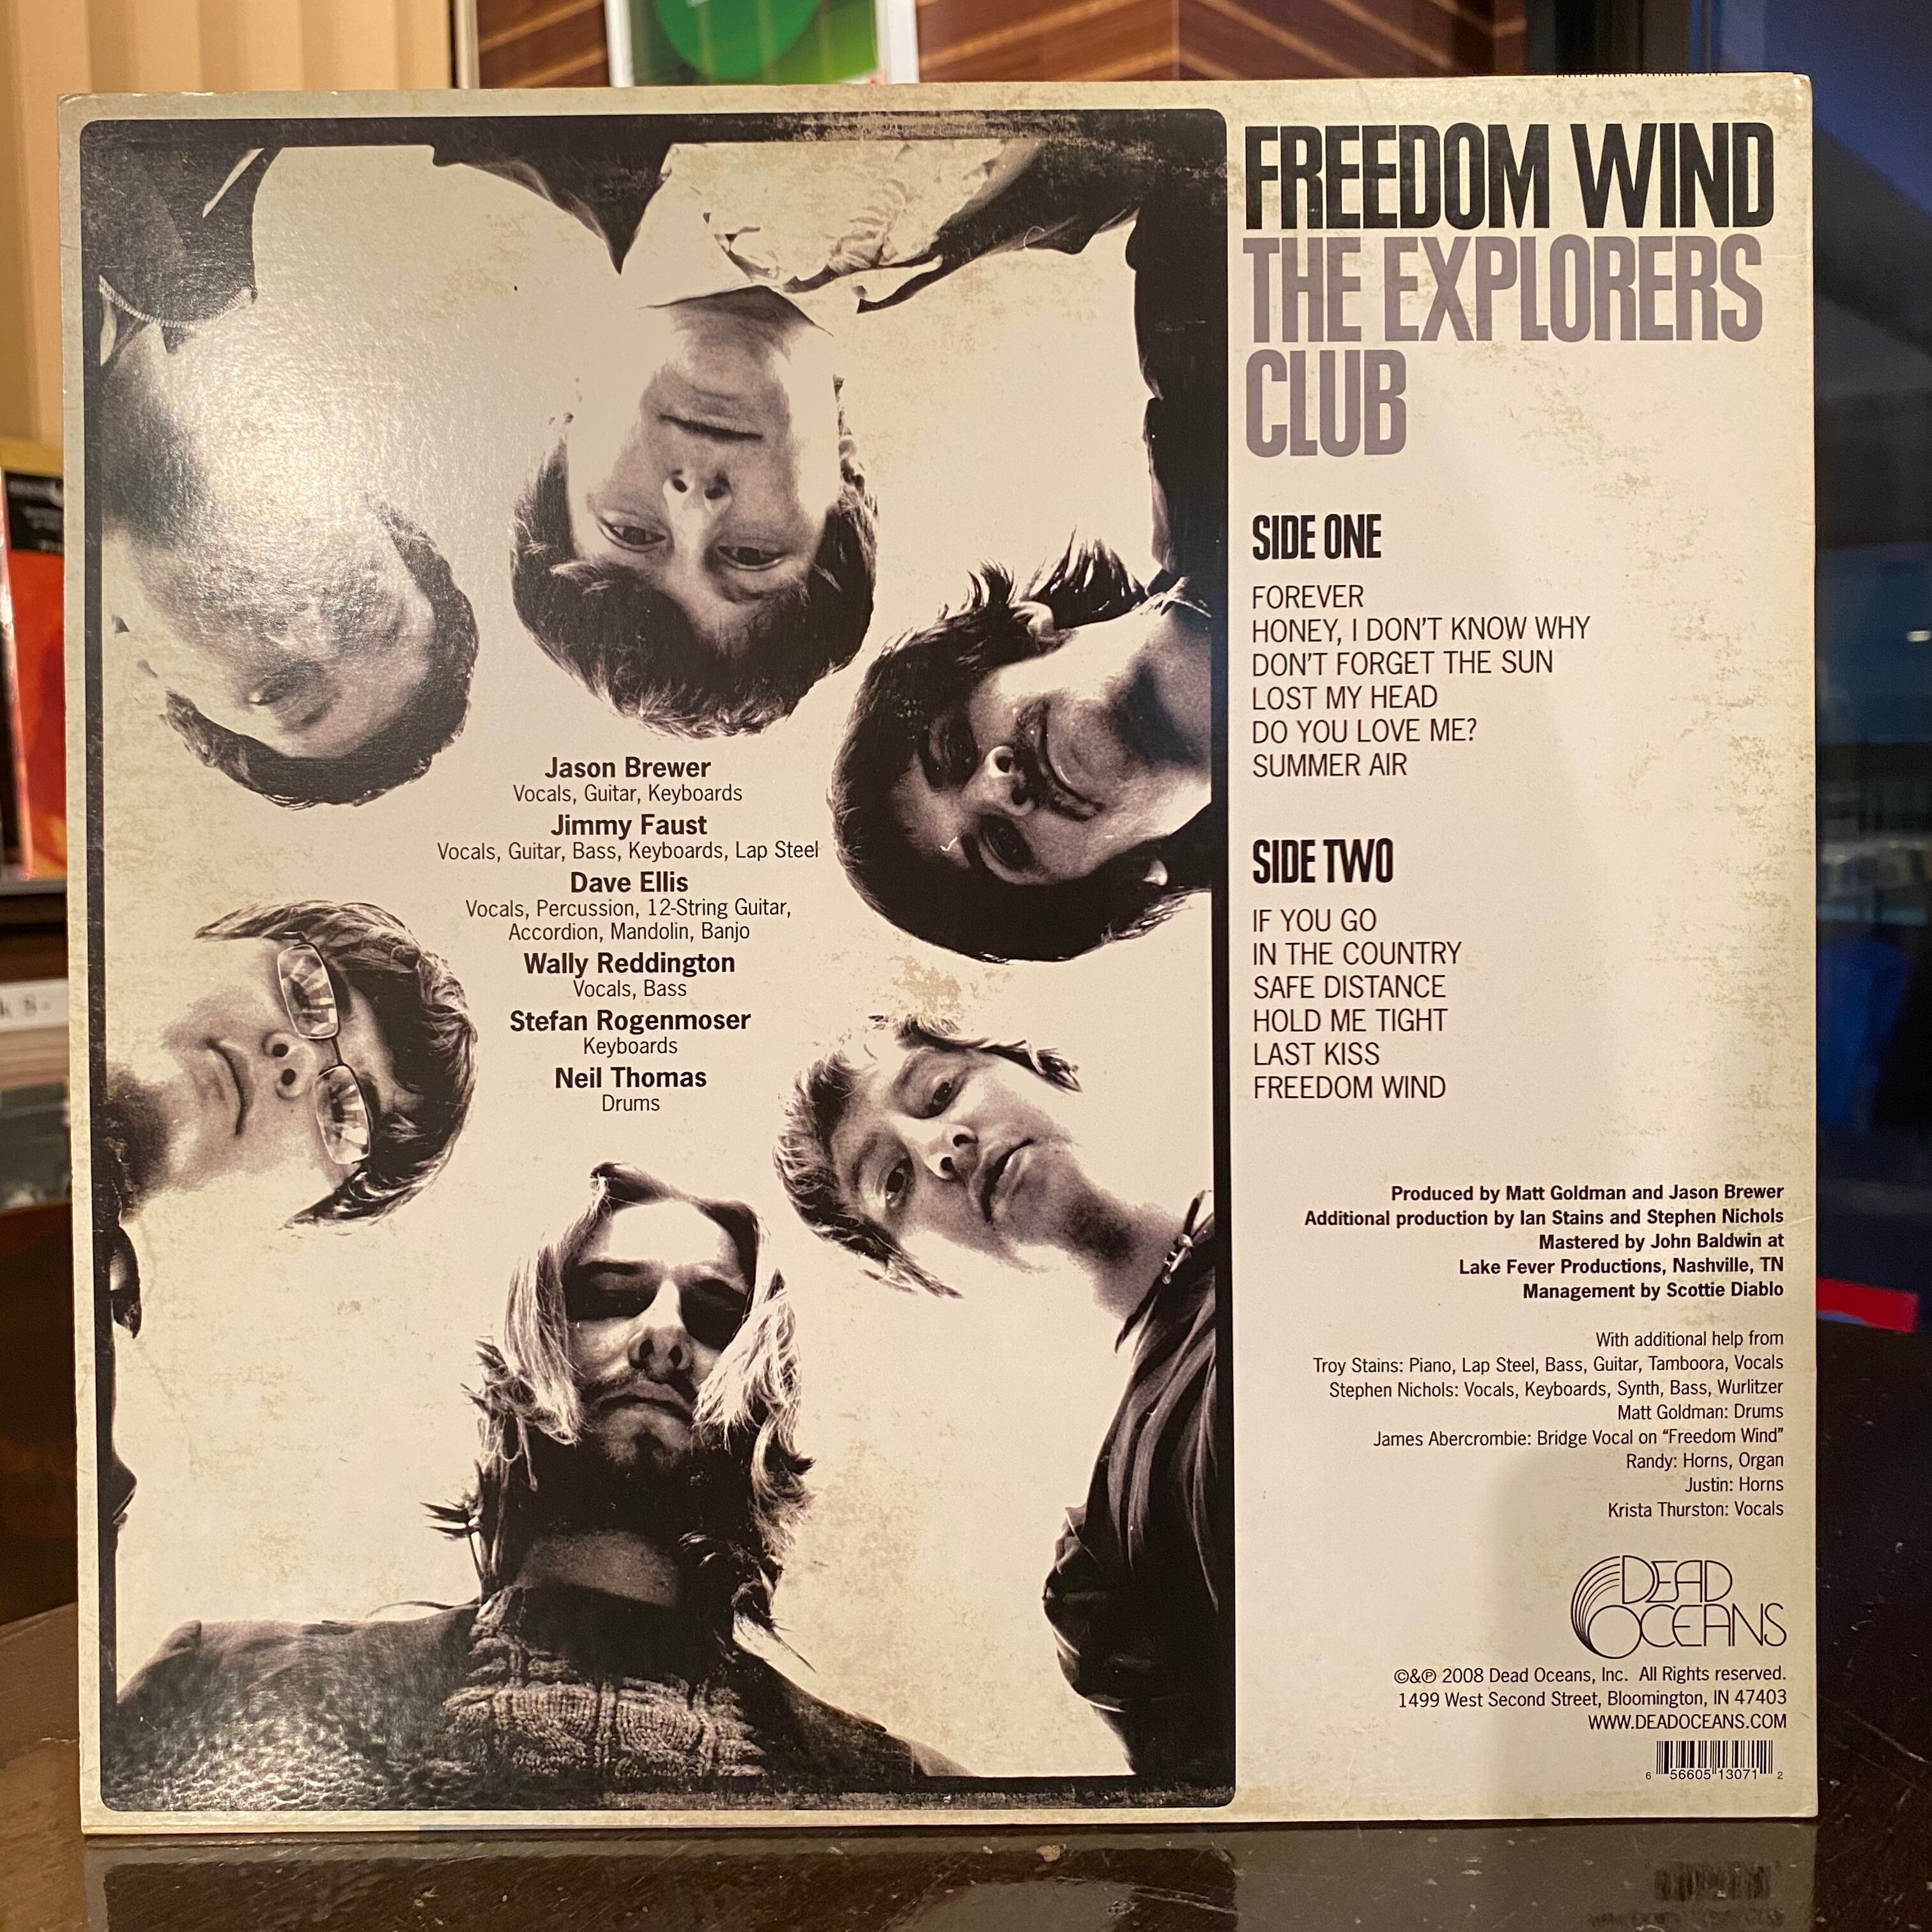 FREEDOM WIND
THE EXPLORERS
CLUB
SIDE ONE
FOREVER
HONEY, I DON'T KNOW WHY
DON'T FORGET THE SUN
LOST MY HEAD
DO YOU LOVE ME?
SUMMER AIR
SIDE TWO
IF YOU GO
IN THE COUNTRY
SAFE DISTANCE
HOLD ME TIGHT
LAST KISS
FREEDOM WIND
Jason Brewer
Vocals, Guitar, Keyboards
Jimmy Faust
Vocals, Guitar, Bass, Keyboards, Lap Steel
Dave Ellis
Vocals, Percussion, 12-String Guitar,
Accordion, Mandolin, Banjo
Wally Reddington
Vocals, Bass
Stefan Rogenmoser
Keyboards
Neil Thomas
Drums
Produced by Matt Goldman and Jason Brewer
Additional production by Ian Stains and Stephen Nichols
Mastered by John Baldwin at
Lake Fever Productions, Nashville, TN
Management by Scottie Diablo
With additional help from
Troy Stains: Piano, Lap Steel, Bass, Guitar, Tamboora, Vocals
Stephen Nichols: Vocals, Keyboards, Synth, Bass, Wurlitzer
Matt Goldman: Drums
James Abercrombie: Bridge Vocal on “Freedom Wind”
Randy: Horns, Organ
Justin: Horns
Krista Thurston: Vocals
DEAD
OCEANS
©&℗ 2008 Dead Oceans, Inc. All Rights reserved.
1499 West Second Street, Bloomington, IN 47403
WWW.DEADOCEANS.COM
6 56605 13071 2